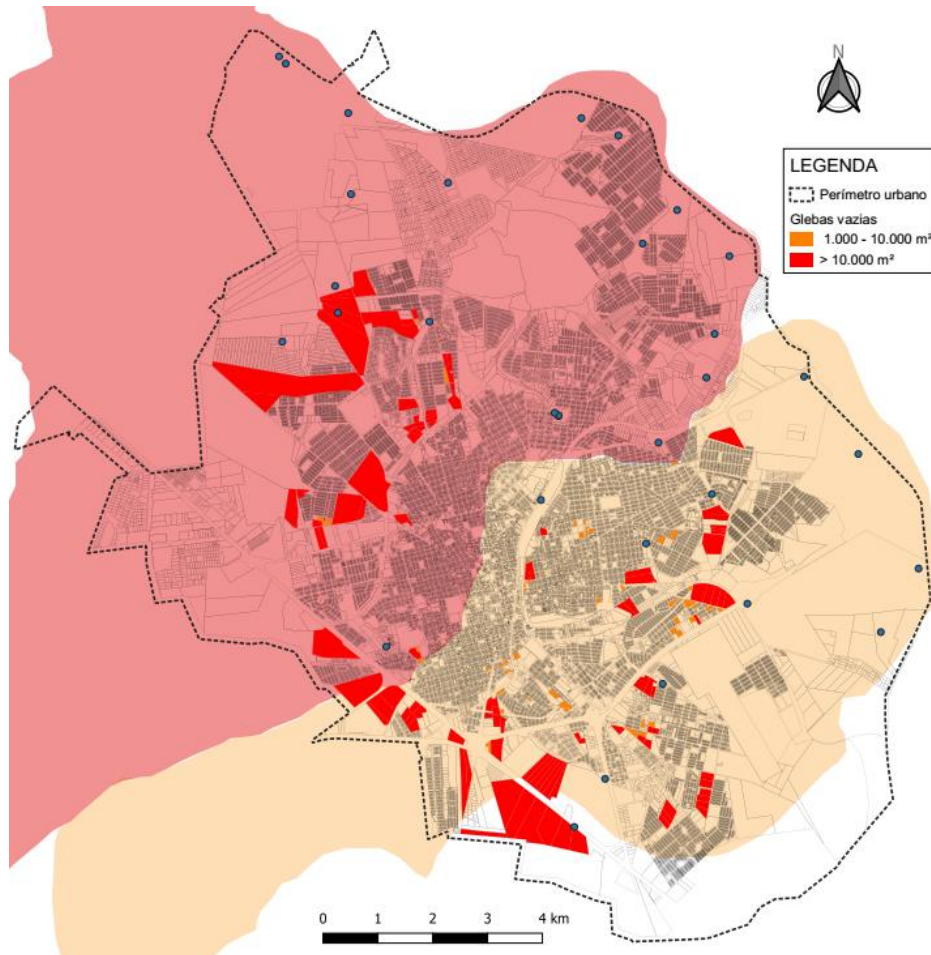 N
LEGENDA
Perímetro urbano
Glebas vazias
1.000 - 10.000 m²
> 10.000 m²
0 1 2 3 4 km